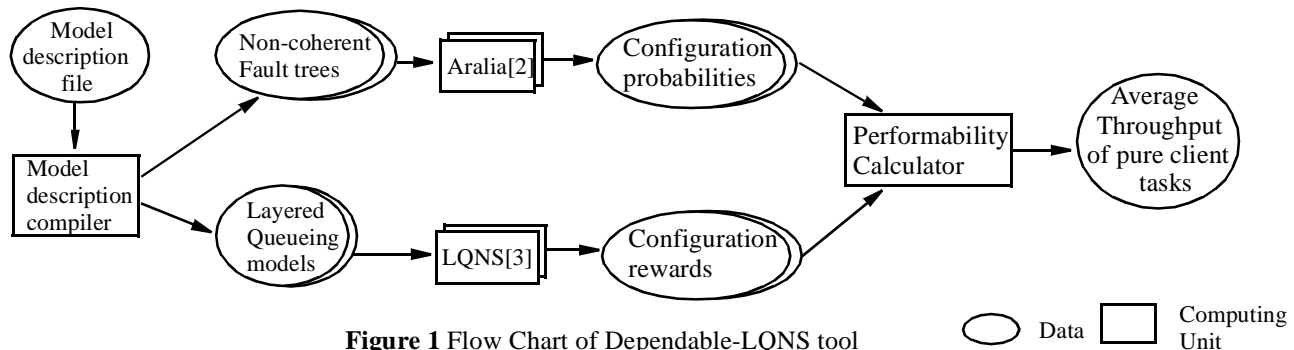 Model
description
file
Non-coherent
Fault trees
Aralia[2]
Configuration
probabilities
Average
Throughput
of pure client
tasks
Performability
Calculator
Model
description
compiler
Layered
Queueing
models
LQNS[3]
Configuration
rewards
Figure 1 Flow Chart of Dependable-LQNS tool
Data
Computing
Unit